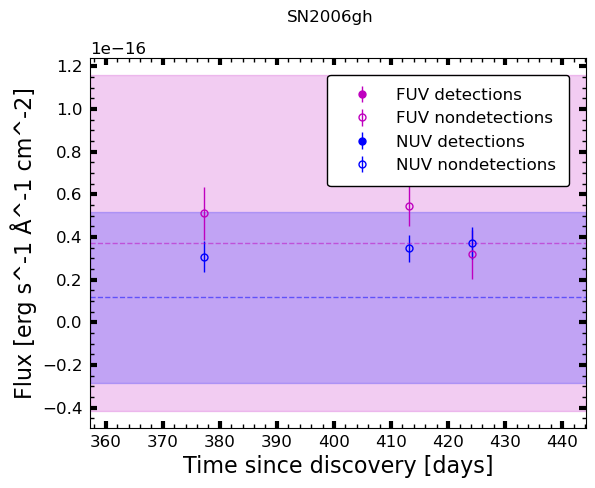 SN2006gh
1e−16
Flux [erg s^-1 Å^-1 cm^-2]
1.2
1.0
0.8
0.6
0.4
0.2
0.0
−0.2
−0.4
FUV detections
FUV nondetections
NUV detections
NUV nondetections
360 370 380 390 400 410 420 430 440
Time since discovery [days]